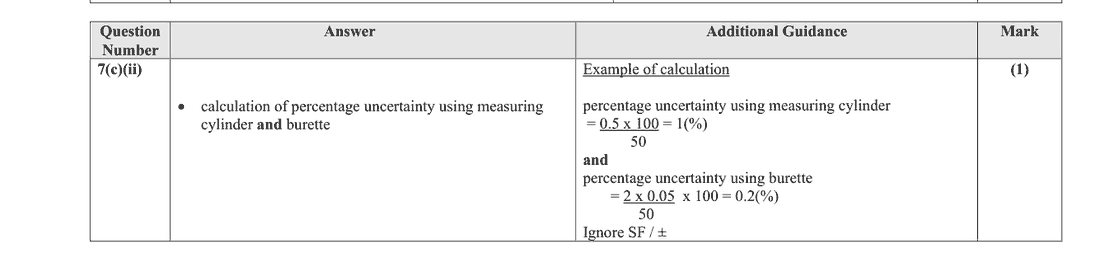 Question
Number
Answer
Additional Guidance
Mark
7(c)(ii)
• calculation of percentage uncertainty using measuring
cylinder and burette
Example of calculation
percentage uncertainty using measuring cylinder
= 0.5 x 100 = 1(%)
50
and
percentage uncertainty using burette
= 2 x 0.05 x 100 = 0.2(%)
50
Ignore SF / ±
(1)